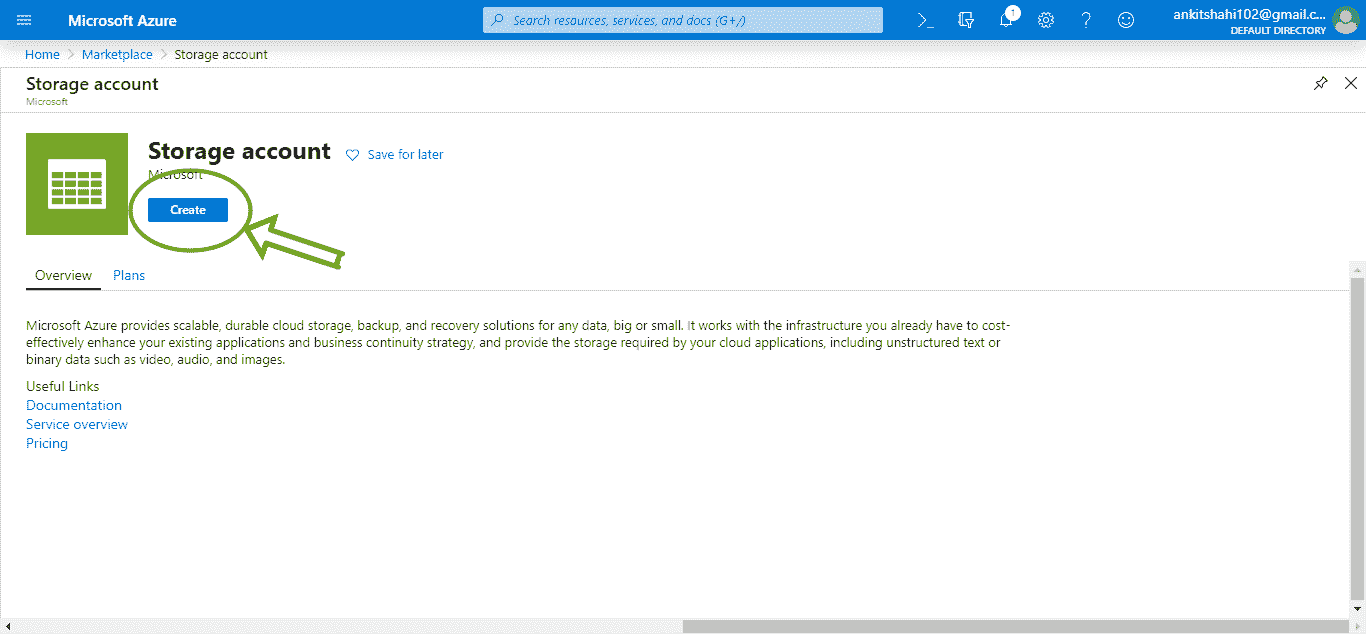 Microsoft Azure
Search resources, services, and docs (G+/)
1
ankitshahi102@gmail.c...
DEFAULT DIRECTORY
Home > Marketplace > Storage account
Storage account
Microsoft
Storage account
Save for later
Microsoft
Create
Overview
Plans
Microsoft Azure provides scalable, durable cloud storage, backup, and recovery solutions for any data, big or small. It works with the infrastructure you already have to cost-
effectively enhance your existing applications and business continuity strategy, and provide the storage required by your cloud applications, including unstructured text or
binary data such as video, audio, and images.
Useful Links
Documentation
Service overview
Pricing